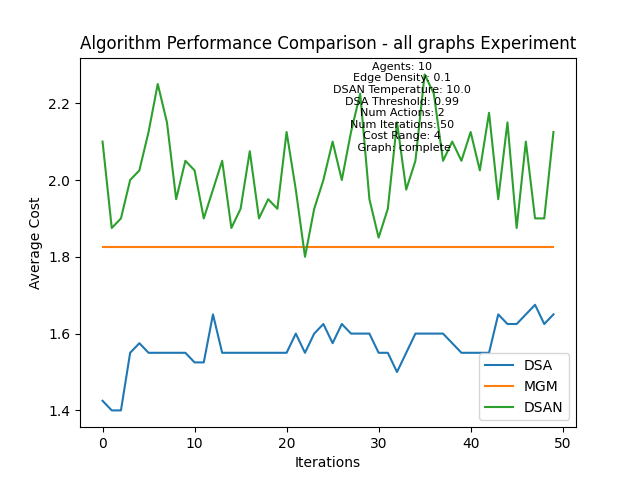 Algorithm Performance Comparison - all graphs Experiment
Agents: 10
Edge Density: 0.1
DSAN Temperature: 10.0
DSA Threshold: 0.99
Num Actions: 2
Num Iterations: 50
Cost Range: 4
Graph: complete
Average Cost
2.2
2.0
1.8
1.6
1.4
0 10 20 30 40 50
Iterations
DSA
MGM
DSAN